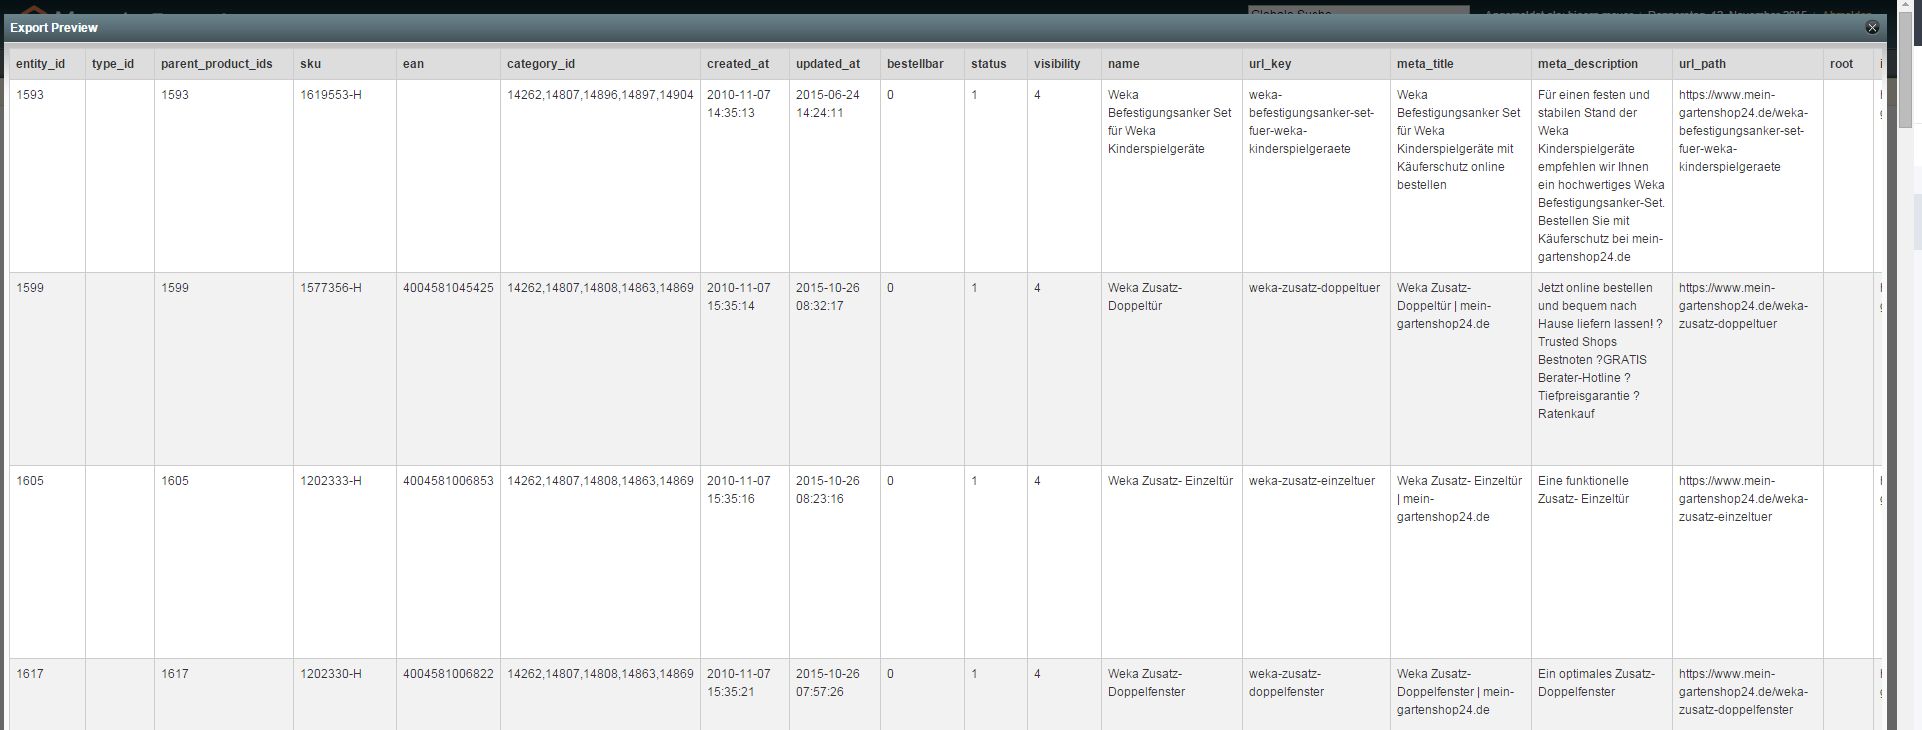 Export Preview
entity_id type_id parent_product_ids sku ean category_id created_at updated_at bestellbar status visibility name url_key meta_title meta_description url_path root
1593 1593 1619553-H 14262,14807,14896,14897,14904 2010-11-07 2015-06-24 0 1 4 Weka weka- Weka Für einen festen und https://www.mein-
14:35:13 14:24:11 Befestigungsanker Set befestigungsanker-set- Befestigungsanker Set stabilen Stand der gartenshop24.de/weka-
für Weka fuer-weka- für Weka Weka befestigungsanker-set-
Kinderspielgeräte kinderspielgeraete Kinderspielgeräte mit Kinderspielgeräte fuer-weka-
Käuferschutz online empfehlen wir Ihnen kinderspielgeraete
bestellen ein hochwertiges Weka
Befestigungsanker-Set.
Bestellen Sie mit
Käuferschutz bei mein-
gartenshop24.de
1599 1599 1577356-H 4004581045425 14262,14807,14808,14863,14869 2010-11-07 2015-10-26 0 1 4 Weka Zusatz- weka-zusatz-doppeltuer Weka Zusatz- Jetzt online bestellen https://www.mein-
15:35:14 08:32:17 Doppeltür Doppeltür | mein- und bequem nach gartenshop24.de/weka-
gartenshop24.de Hause liefern lassen! ? zusatz-doppeltuer
Trusted Shops
Bestnoten ?GRATIS
Berater-Hotline ?
Tiefpreisgarantie ?
Ratenkauf
1605 1605 1202333-H 4004581006853 14262,14807,14808,14863,14869 2010-11-07 2015-10-26 0 1 4 Weka Zusatz- Einzeltür weka-zusatz-einzeltuer Weka Zusatz- Einzeltür Eine funktionelle https://www.mein-
15:35:16 08:23:16 | mein- Zusatz- Einzeltür gartenshop24.de/weka-
gartenshop24.de zusatz-einzeltuer
1617 1617 1202330-H 4004581006822 14262,14807,14808,14863,14869 2010-11-07 2015-10-26 0 1 4 Weka Zusatz- weka-zusatz- Weka Zusatz- Ein optimales Zusatz- https://www.mein-
15:35:21 07:57:26 Doppelfenster doppelfenster Doppelfenster | mein- Doppelfenster gartenshop24.de/weka-
gartenshop24.de zusatz-doppelfenster